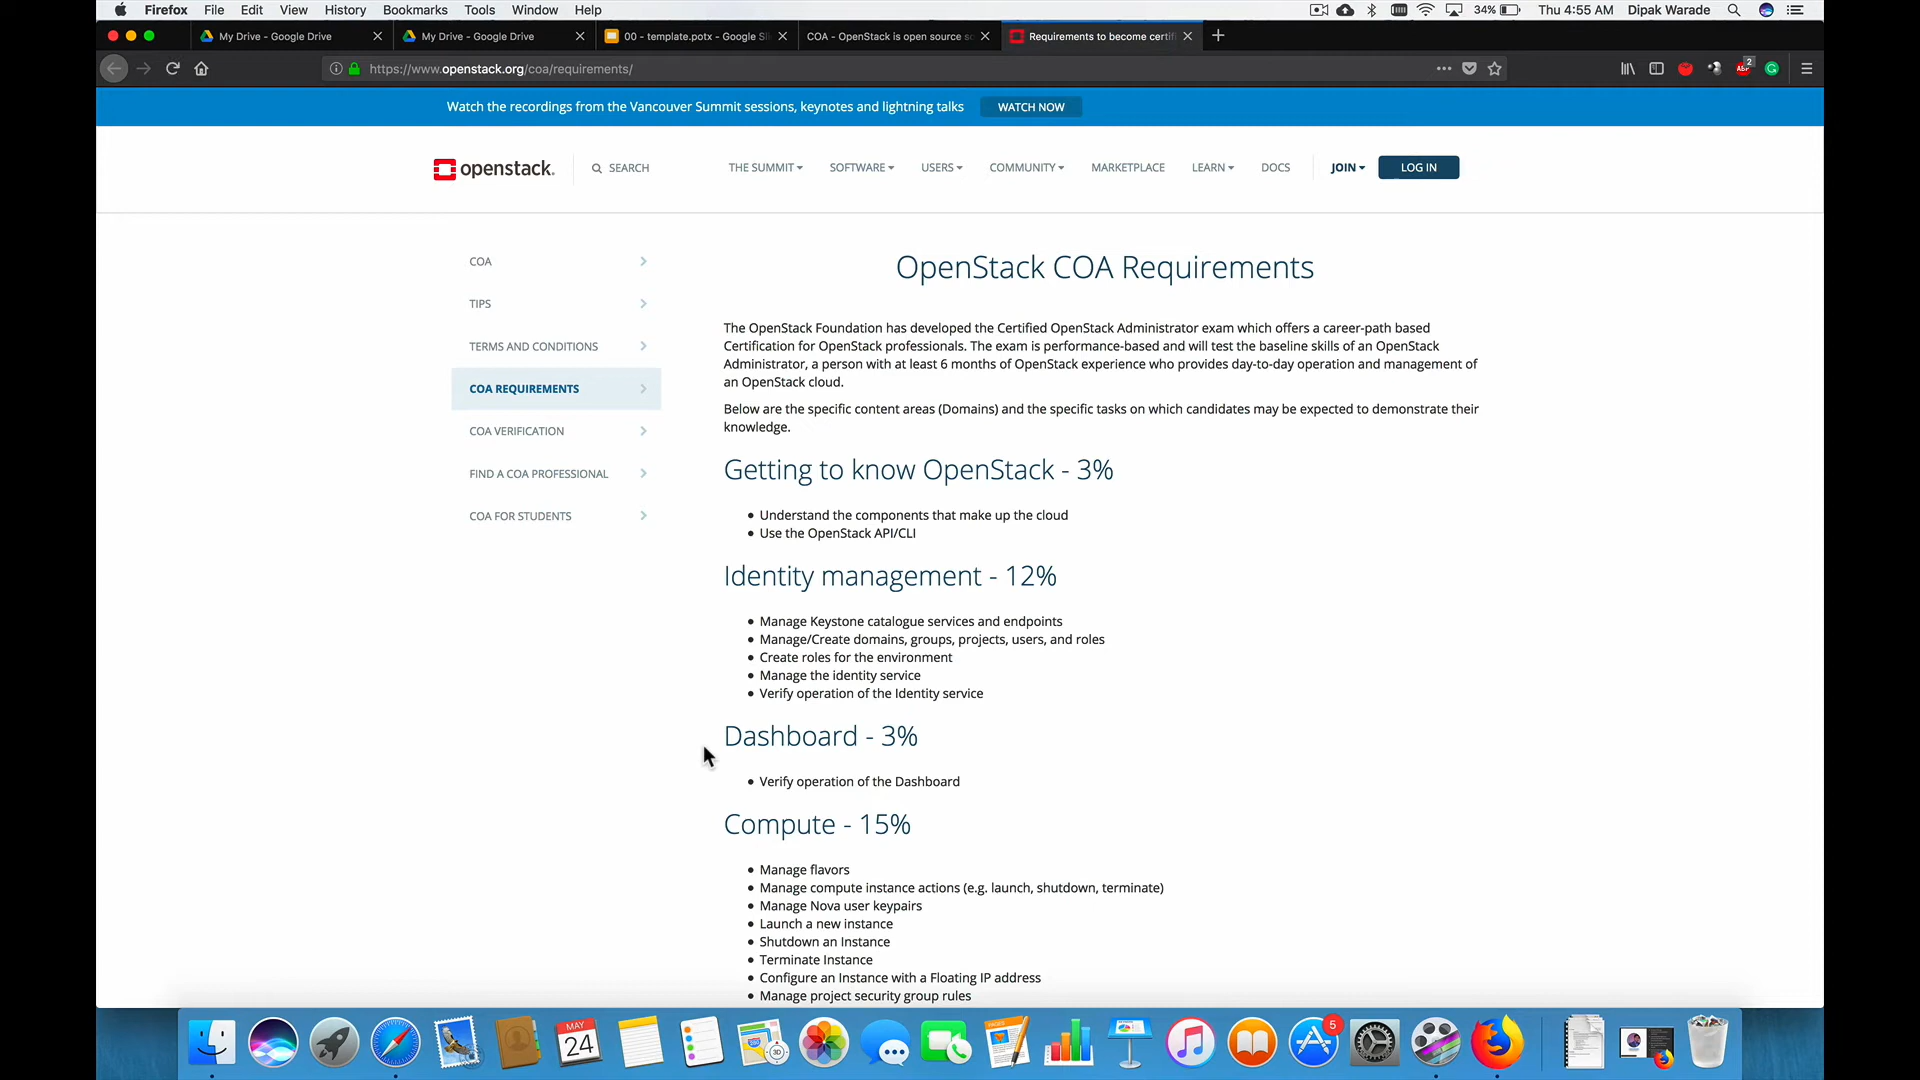 Firefox File Edit View History Bookmarks Tools Window Help 34% Thu 4:55 AM Dipak Warade
My Drive - Google Drive My Drive - Google Drive 00 - template.potx - Google Sli COA - OpenStack is open source so Requirements to become certif
https://www.openstack.org/coa/requirements/ ABP 2
Watch the recordings from the Vancouver Summit sessions, keynotes and lightning talks WATCH NOW
openstack. SEARCH THE SUMMIT SOFTWARE USERS COMMUNITY MARKETPLACE LEARN DOCS JOIN LOG IN
COA
TIPS
TERMS AND CONDITIONS
COA REQUIREMENTS
COA VERIFICATION
FIND A COA PROFESSIONAL
COA FOR STUDENTS
OpenStack COA Requirements
The OpenStack Foundation has developed the Certified OpenStack Administrator exam which offers a career-path based
Certification for OpenStack professionals. The exam is performance-based and will test the baseline skills of an OpenStack
Administrator, a person with at least 6 months of OpenStack experience who provides day-to-day operation and management of
an OpenStack cloud.
Below are the specific content areas (Domains) and the specific tasks on which candidates may be expected to demonstrate their
knowledge.
Getting to know OpenStack - 3%
• Understand the components that make up the cloud
• Use the OpenStack API/CLI
Identity management - 12%
• Manage Keystone catalogue services and endpoints
• Manage/Create domains, groups, projects, users, and roles
• Create roles for the environment
• Manage the identity service
• Verify operation of the Identity service
Dashboard - 3%
• Verify operation of the Dashboard
Compute - 15%
• Manage flavors
• Manage compute instance actions (e.g. launch, shutdown, terminate)
• Manage Nova user keypairs
• Launch a new instance
• Shutdown an Instance
• Terminate Instance
• Configure an Instance with a Floating IP address
• Manage project security group rules
MAY
24
3D
PAGES
5